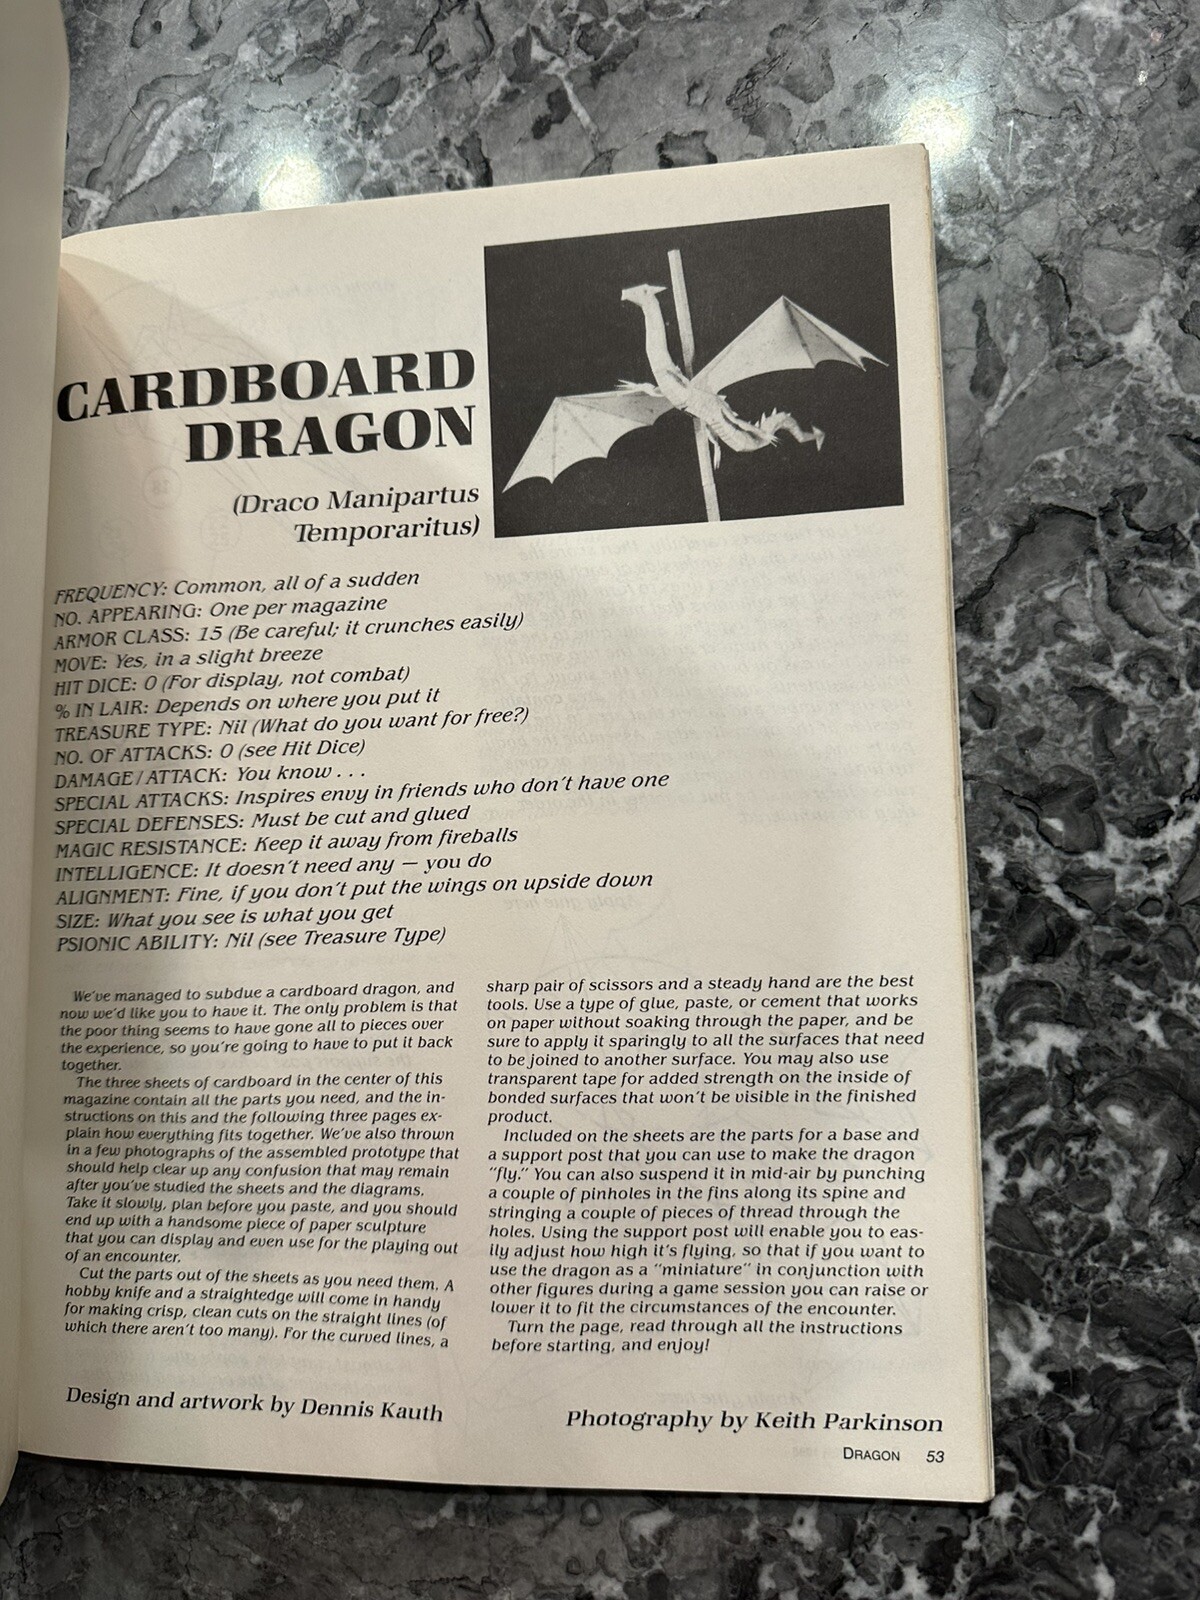 CARDBOARD
DRAGON
(Draco Manipartus
Temporaritus)
FREQUENCY: Common, all of a sudden
NO. APPEARING: One per magazine
ARMOR CLASS: 15 (Be careful; it crunches easily)
MOVE: Yes, in a slight breeze
HIT DICE: 0 (For display, not combat)
% IN LAIR: Depends on where you put it
TREASURE TYPE: Nil (What do you want for free?)
NO. OF ATTACKS: 0 (see Hit Dice)
DAMAGE/ATTACK: You know . . .
SPECIAL ATTACKS: Inspires envy in friends who don't have one
SPECIAL DEFENSES: Must be cut and glued
MAGIC RESISTANCE: Keep it away from fireballs
INTELLIGENCE: It doesn't need any — you do
ALIGNMENT: Fine, if you don't put the wings on upside down
SIZE: What you see is what you get
PSIONIC ABILITY: Nil (see Treasure Type)
We've managed to subdue a cardboard dragon, and
now we'd like you to have it. The only problem is that
the poor thing seems to have gone all to pieces over
the experience, so you're going to have to put it back
together.
The three sheets of cardboard in the center of this
magazine contain all the parts you need, and the in-
structions on this and the following three pages ex-
plain how everything fits together. We've also thrown
in a few photographs of the assembled prototype that
should help clear up any confusion that may remain
after you've studied the sheets and the diagrams.
Take it slowly, plan before you paste, and you should
end up with a handsome piece of paper sculpture
that you can display and even use for the playing out
of an encounter.
Cut the parts out of the sheets as you need them. A
hobby knife and a straightedge will come in handy
for making crisp, clean cuts on the straight lines (of
which there aren't too many). For the curved lines, a
sharp pair of scissors and a steady hand are the best
tools. Use a type of glue, paste, or cement that works
on paper without soaking through the paper, and be
sure to apply it sparingly to all the surfaces that need
to be joined to another surface. You may also use
transparent tape for added strength on the inside of
bonded surfaces that won't be visible in the finished
product.
Included on the sheets are the parts for a base and
a support post that you can use to make the dragon
"fly." You can also suspend it in mid-air by punching
a couple of pinholes in the fins along its spine and
stringing a couple of pieces of thread through the
holes. Using the support post will enable you to eas-
ily adjust how high it's flying, so that if you want to
use the dragon as a "miniature" in conjunction with
other figures during a game session you can raise or
lower it to fit the circumstances of the encounter.
Turn the page, read through all the instructions
before starting, and enjoy!
Design and artwork by Dennis Kauth
Photography by Keith Parkinson
DRAGON 53